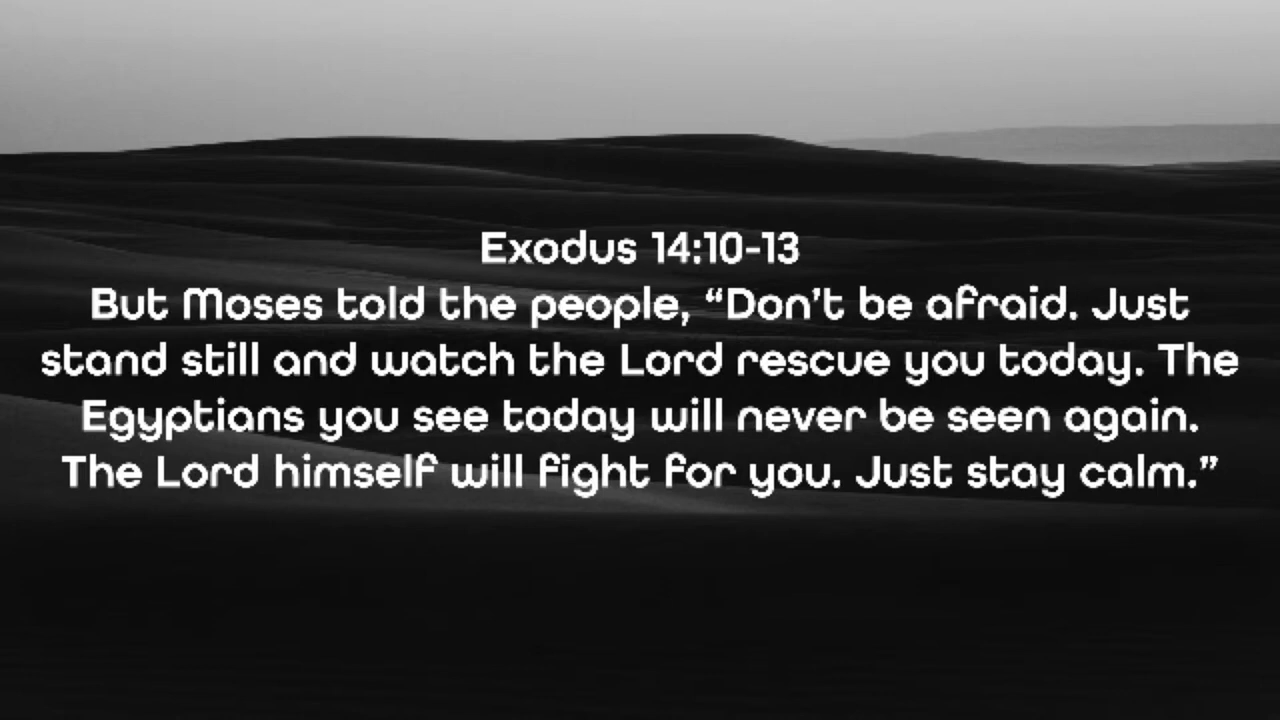 Exodus 14:10-13
But Moses told the people, “Don’t be afraid. Just
stand still and watch the Lord rescue you today. The
Egyptians you see today will never be seen again.
The Lord himself will fight for you. Just stay calm.”